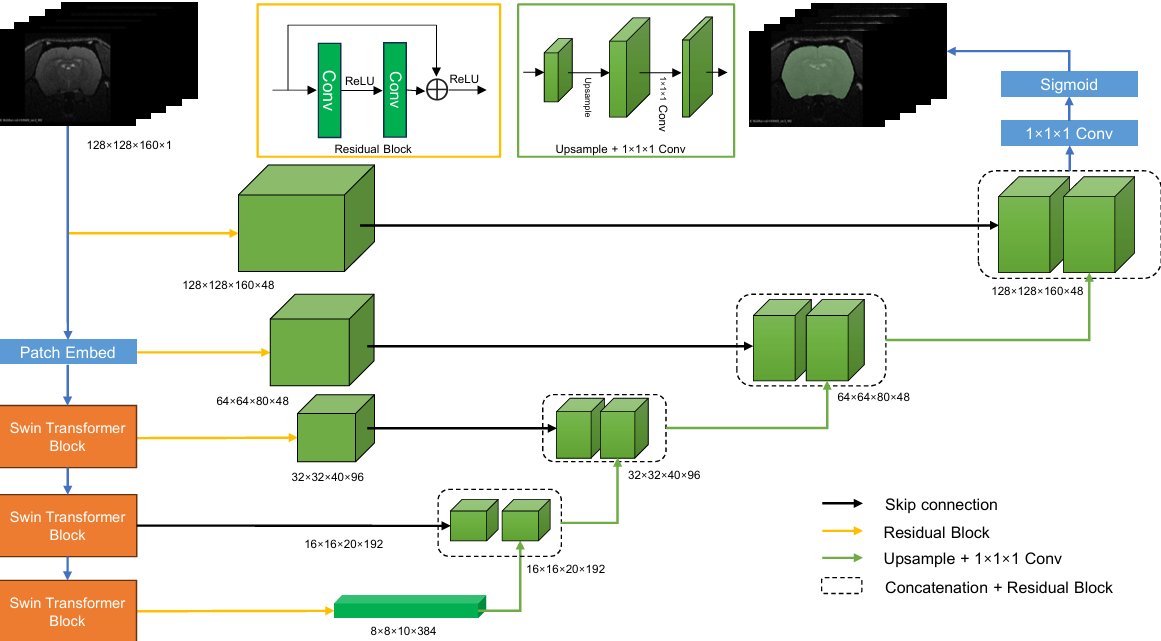 128×128×160×1
Conv
ReLU
Conv
ReLU
Residual Block
Upsample
1×1×1 Conv
Upsample + 1×1×1 Conv
Sigmoid
1×1×1 Conv
128×128×160×48
128×128×160×48
Patch Embed
64×64×80×48
64×64×80×48
Swin Transformer
Block
32×32×40×96
32×32×40×96
Swin Transformer
Block
16×16×20×192
16×16×20×192
Swin Transformer
Block
8×8×10×384
Skip connection
Residual Block
Upsample + 1×1×1 Conv
Concatenation + Residual Block